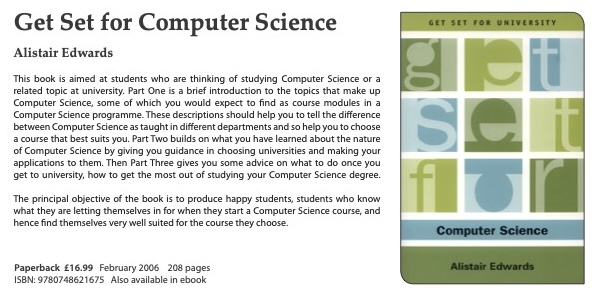 Get Set for Computer Science
Alistair Edwards
This book is aimed at students who are thinking of studying Computer Science or a
related topic at university. Part One is a brief introduction to the topics that make up
Computer Science, some of which you would expect to find as course modules in a
Computer Science programme. These descriptions should help you to tell the difference
between Computer Science as taught in different departments and so help you to choose
a course that best suits you. Part Two builds on what you have learned about the nature
of Computer Science by giving you guidance in choosing universities and making your
applications to them. Then Part Three gives you some advice on what to do once you
get to university, how to get the most out of studying your Computer Science degree.
The principal objective of the book is to produce happy students, students who know
what they are letting themselves in for when they start a Computer Science course, and
hence find themselves very well suited for the course they choose.
Paperback £16.99 February 2006 208 pages
ISBN: 9780748621675 Also available in ebook
GET SET FOR UNIVERSITY
get
set
for
Computer Science
Alistair Edwards